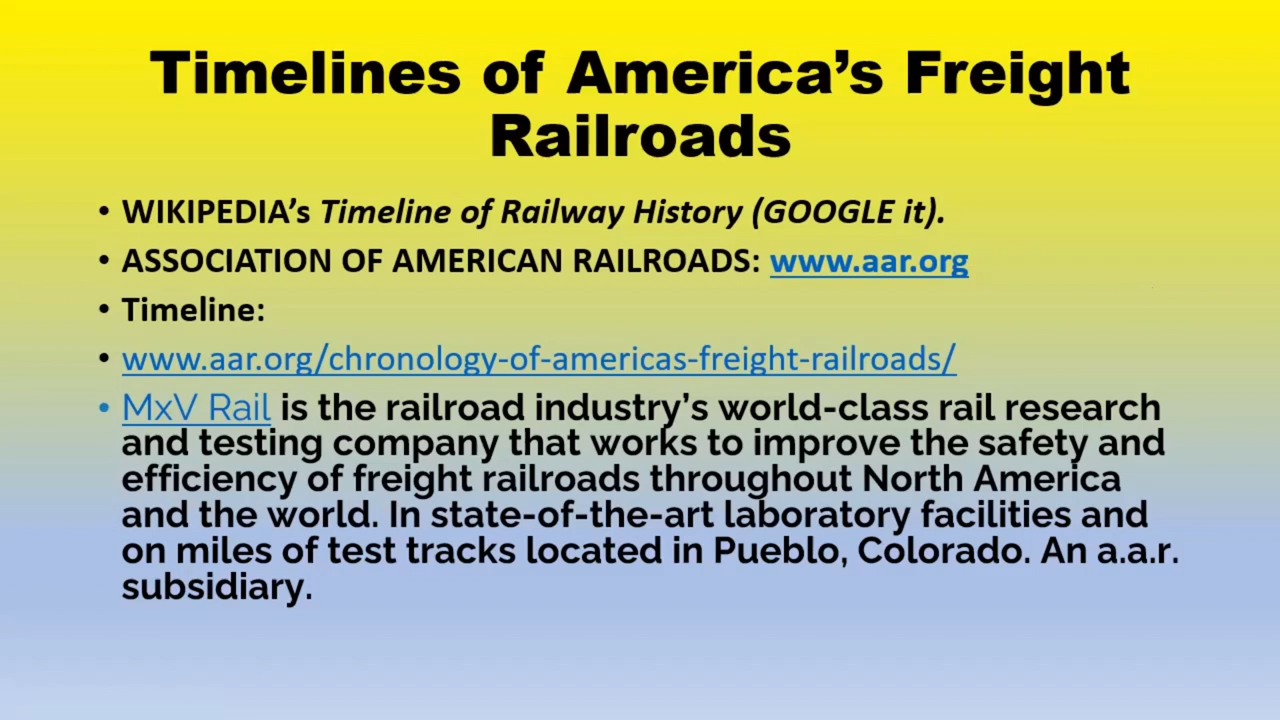 Timelines of America’s Freight
Railroads
• WIKIPEDIA’s Timeline of Railway History (GOOGLE it).
• ASSOCIATION OF AMERICAN RAILROADS: www.aar.org
• Timeline:
• www.aar.org/chronology-of-americas-freight-railroads/
• MxV Rail is the railroad industry’s world-class rail research
and testing company that works to improve the safety and
efficiency of freight railroads throughout North America
and the world. In state-of-the-art laboratory facilities and
on miles of test tracks located in Pueblo, Colorado. An a.a.r.
subsidiary.